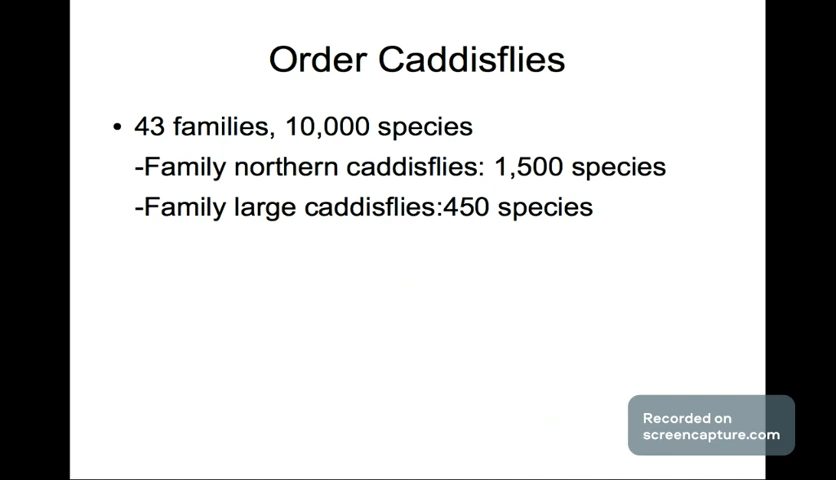 Order Caddisflies
• 43 families, 10,000 species
-Family northern caddisflies: 1,500 species
-Family large caddisflies:450 species
Recorded on
screencapture.com